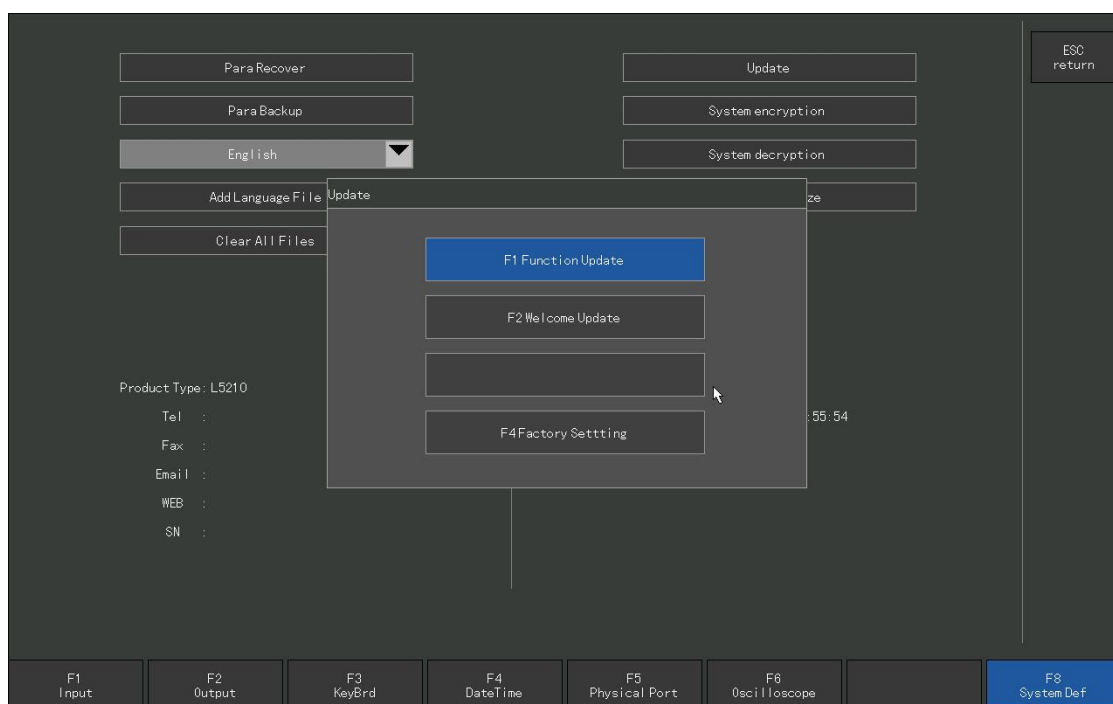 ESC
return
Para Recover
Update
Para Backup
System encryption
English
System decryption
Add Language File
ze
Clear All Files
Update
F1 Function Update
F2 Welcome Update
F4 Factory Settting
Product Type: L5210
Tel :
:55:54
Fax :
Email :
WEB :
SN :
F1
Input
F2
Output
F3
KeyBrd
F4
DateTime
F5
Physical Port
F6
Oscilloscope
F8
System Def